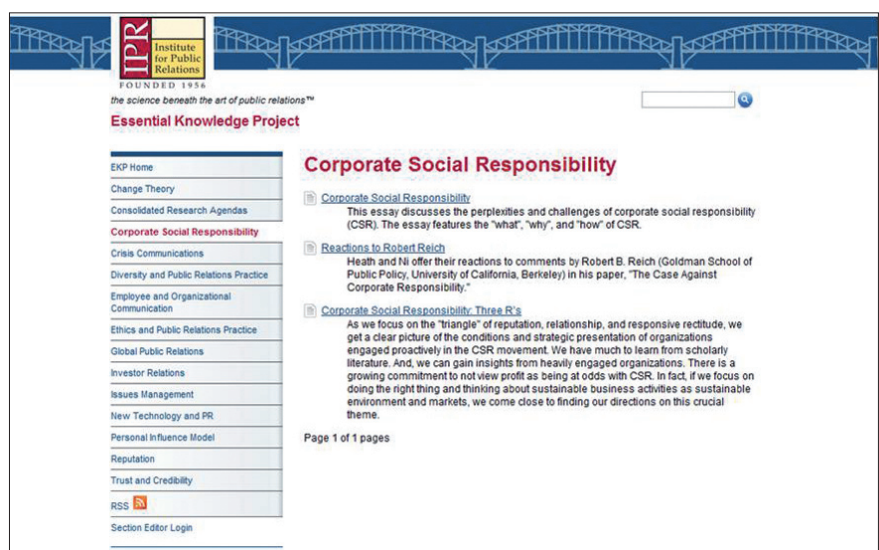 IPR
Institute
for Public
Relations
FOUNDED 1956
the science beneath the art of public relations™
Essential Knowledge Project
EKP Home
Change Theory
Consolidated Research Agendas
Corporate Social Responsibility
Crisis Communications
Diversity and Public Relations Practice
Employee and Organizational
Communication
Ethics and Public Relations Practice
Global Public Relations
Investor Relations
Issues Management
New Technology and PR
Personal Influence Model
Reputation
Trust and Credibility
RSS
Section Editor Login
Corporate Social Responsibility
Corporate Social Responsibility
This essay discusses the perplexities and challenges of corporate social responsibility
(CSR). The essay features the "what", "why", and "how" of CSR.
Reactions to Robert Reich
Heath and Ni offer their reactions to comments by Robert B. Reich (Goldman School of
Public Policy, University of California, Berkeley) in his paper, "The Case Against
Corporate Responsibility."
Corporate Social Responsibility: Three R's
As we focus on the "triangle" of reputation, relationship, and responsive rectitude, we
get a clear picture of the conditions and strategic presentation of organizations
engaged proactively in the CSR movement. We have much to learn from scholarly
literature. And, we can gain insights from heavily engaged organizations. There is a
growing commitment to not view profit as being at odds with CSR. In fact, if we focus on
doing the right thing and thinking about sustainable business activities as sustainable
environment and markets, we come close to finding our directions on this crucial
theme.
Page 1 of 1 pages